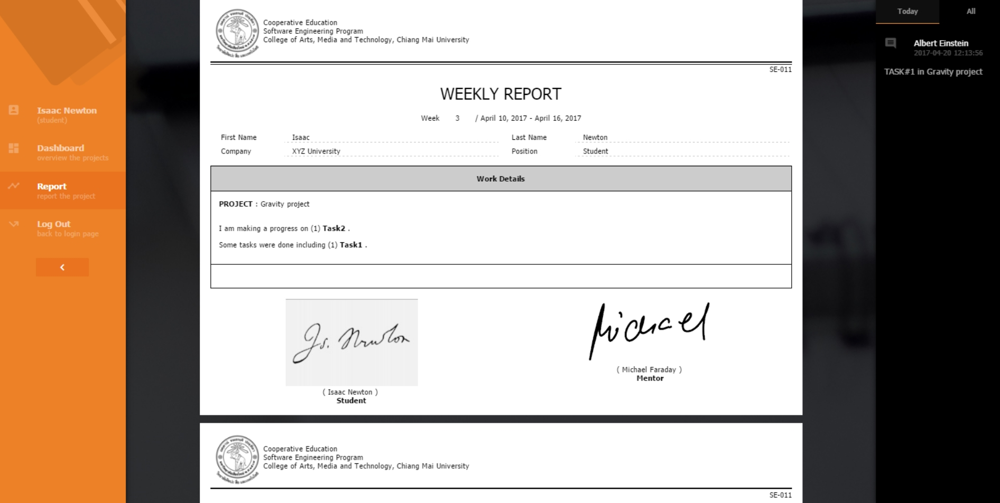 Isaac Newton
(student)
Dashboard
overview the projects
Report
report the project
Log Out
back to login page
Cooperative Education
Software Engineering Program
College of Arts, Media and Technology, Chiang Mai University
SE-011
WEEKLY REPORT
Week 3 / April 10, 2017 - April 16, 2017
First Name Isaac Last Name Newton
Company XYZ University Position Student
Work Details
PROJECT : Gravity project
I am making a progress on (1) Task2 .
Some tasks were done including (1) Task1 .
Js. Newton
Michael
( Isaac Newton )
Student
( Michael Faraday )
Mentor
Cooperative Education
Software Engineering Program
College of Arts, Media and Technology, Chiang Mai University
SE-011
Today All
Albert Einstein
2017-04-20 12:13:56
TASK#1 in Gravity project